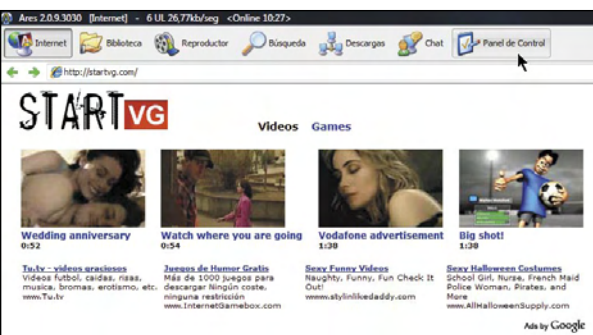 Ares 2.0.9.3030 [Internet] - 6 UL 26,77kb/seg <Online 10:27>
Internet Biblioteca Reproductor Búsqueda Descargas Chat Panel de Control
http://startvg.com/
START VG
Videos Games
Wedding anniversary
0:52
Watch where you are going
0:54
Vodafone advertisement
1:38
Big shot!
1:38
Tu.tv - videos graciosos
Videos futbol, caidas, risas,
musica, bromas, erotismo, etc.
www.Tu.tv
Juegos de Humor Gratis
Más de 1000 juegos para
descargar Ningún coste,
ninguna restricción
www.InternetGamebox.com
Sexy Funny Videos
Naughty, Funny, Fun Check It
Out!
www.stylinlikedaddy.com
Sexy Halloween Costumes
School Girl, Nurse, French Maid
Police Woman, Pirates, and
More
www.AllHalloweenSupply.com
Ads by Google